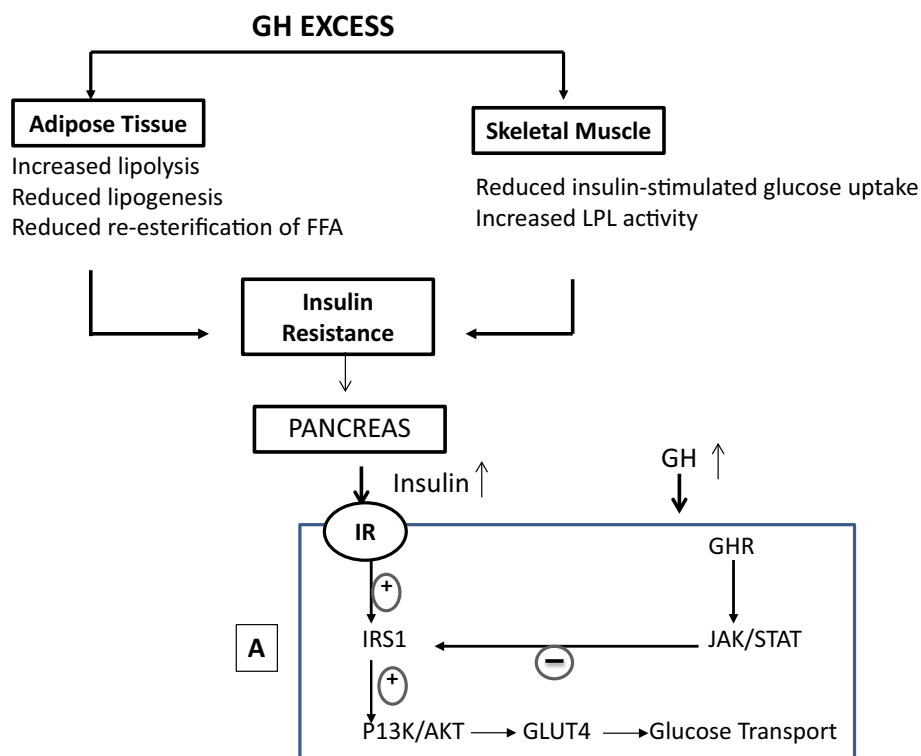 GH EXCESS
Adipose Tissue
Increased lipolysis
Reduced lipogenesis
Reduced re-esterification of FFA
Skeletal Muscle
Reduced insulin-stimulated glucose uptake
Increased LPL activity
Insulin
Resistance
PANCREAS
Insulin ↑
GH ↑
IR
GHR
+
A
IRS1
JAK/STAT
−
+
P13K/AKT → GLUT4 → Glucose Transport